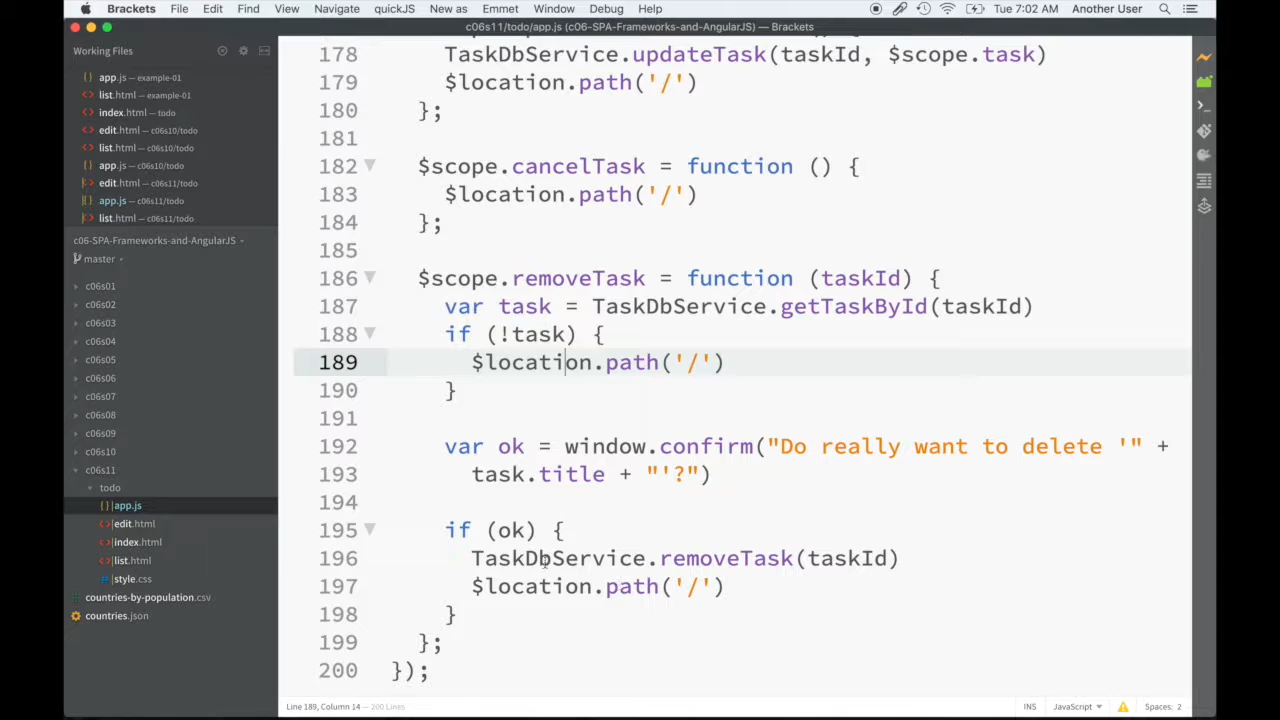 Brackets File Edit Find View Navigate quickJS New as Emmet Window Debug Help Tue 7:02 AM Another User
c06s11/todo/app.js (c06-SPA-Frameworks-and-AngularJS) — Brackets
Working Files
app.js — example-01
list.html — example-01
index.html — todo
edit.html — c06s10/todo
list.html — c06s10/todo
app.js — c06s10/todo
edit.html — c06s11/todo
app.js — c06s11/todo
list.html — c06s11/todo
c06-SPA-Frameworks-and-AngularJS
master
c06s01
c06s02
c06s03
c06s04
c06s05
c06s06
c06s07
c06s08
c06s09
c06s10
c06s11
todo
app.js
edit.html
index.html
list.html
style.css
countries-by-population.csv
countries.json
178 TaskDbService.updateTask(taskId, $scope.task)
179 $location.path('/')
180 };
181
182 $scope.cancelTask = function () {
183 $location.path('/')
184 };
185
186 $scope.removeTask = function (taskId) {
187 var task = TaskDbService.getTaskById(taskId)
188 if (!task) {
189 $location.path('/')
190 }
191
192 var ok = window.confirm("Do really want to delete '" +
193 task.title + "'?")
194
195 if (ok) {
196 TaskDbService.removeTask(taskId)
197 $location.path('/')
198 }
199 };
200 });
Line 189, Column 14 — 200 Lines INS JavaScript Spaces: 2